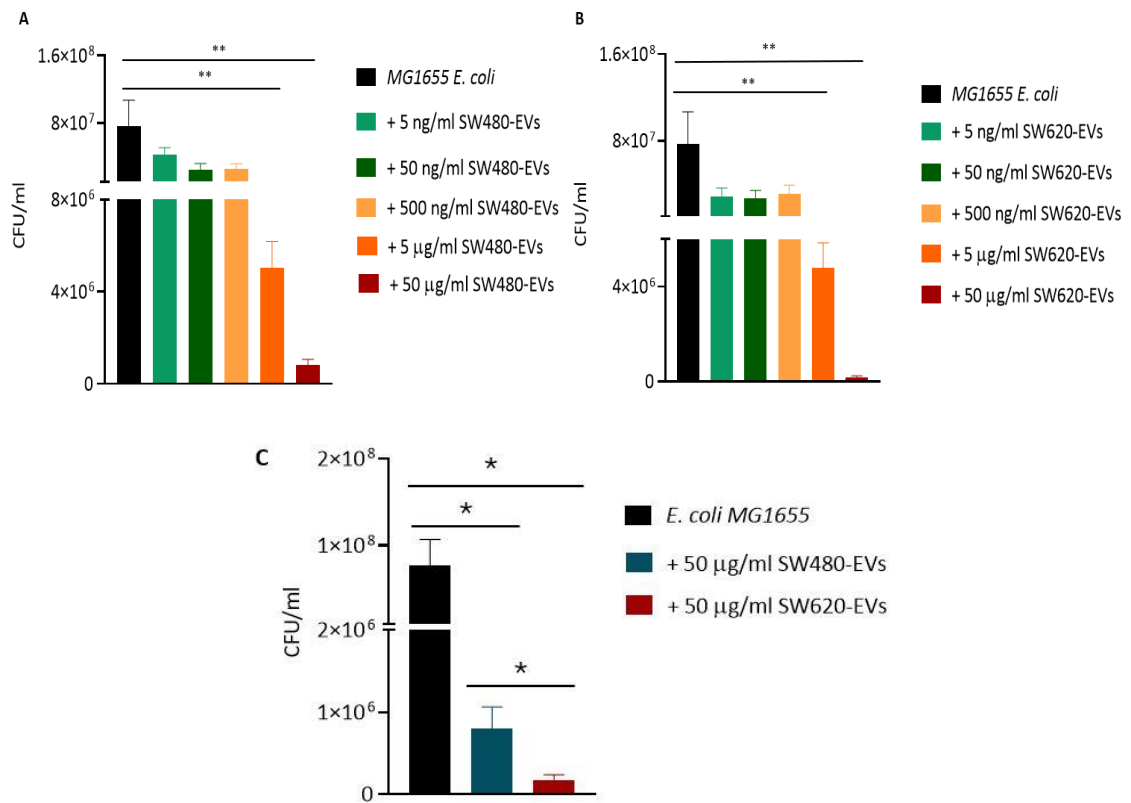 A
CFU/ml
1.6×10⁸
8×10⁷
8×10⁶
4×10⁶
0
**
**
MG1655 E. coli
+ 5 ng/ml SW480-EVs
+ 50 ng/ml SW480-EVs
+ 500 ng/ml SW480-EVs
+ 5 μg/ml SW480-EVs
+ 50 μg/ml SW480-EVs
B
CFU/ml
1.6×10⁸
8×10⁷
4×10⁶
0
**
**
MG1655 E. coli
+ 5 ng/ml SW620-EVs
+ 50 ng/ml SW620-EVs
+ 500 ng/ml SW620-EVs
+ 5 μg/ml SW620-EVs
+ 50 μg/ml SW620-EVs
C
CFU/ml
2×10⁸
1×10⁸
2×10⁶
1×10⁶
0
*
*
*
E. coli MG1655
+ 50 μg/ml SW480-EVs
+ 50 μg/ml SW620-EVs